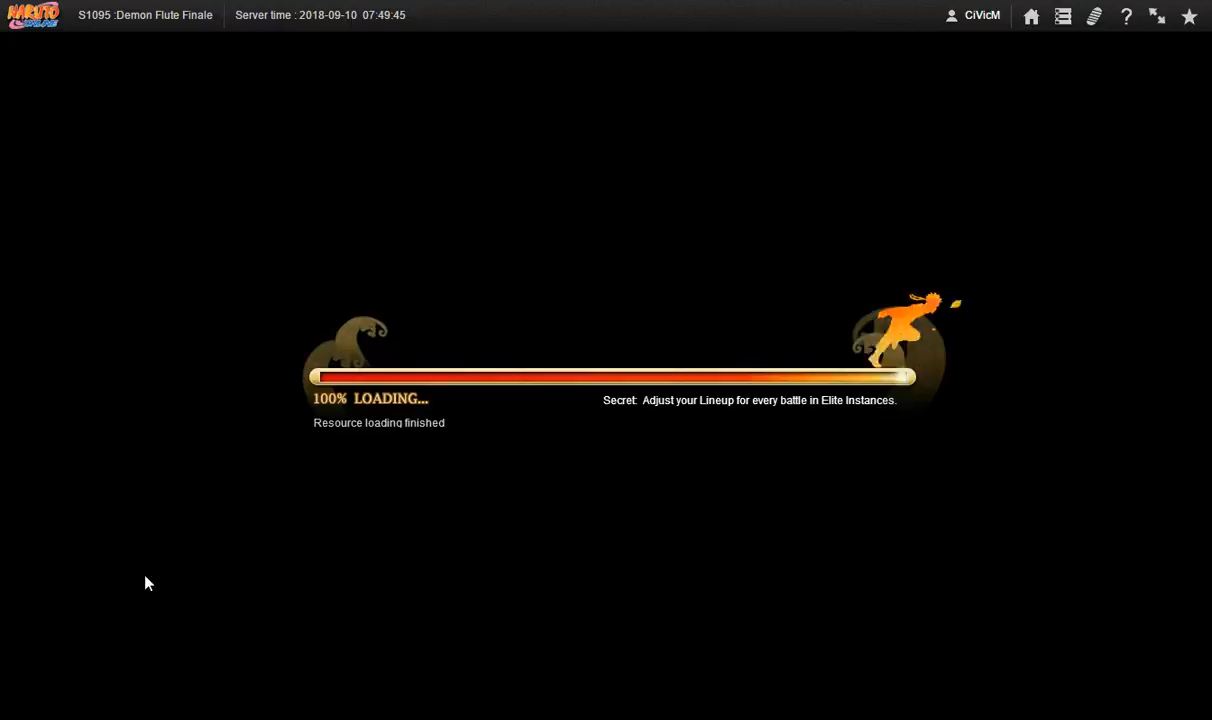 NARUTO ONLINE
S1095 :Demon Flute Finale
Server time : 2018-09-10 07:49:45
CiVicM
?
100% LOADING...
Secret: Adjust your Lineup for every battle in Elite Instances.
Resource loading finished